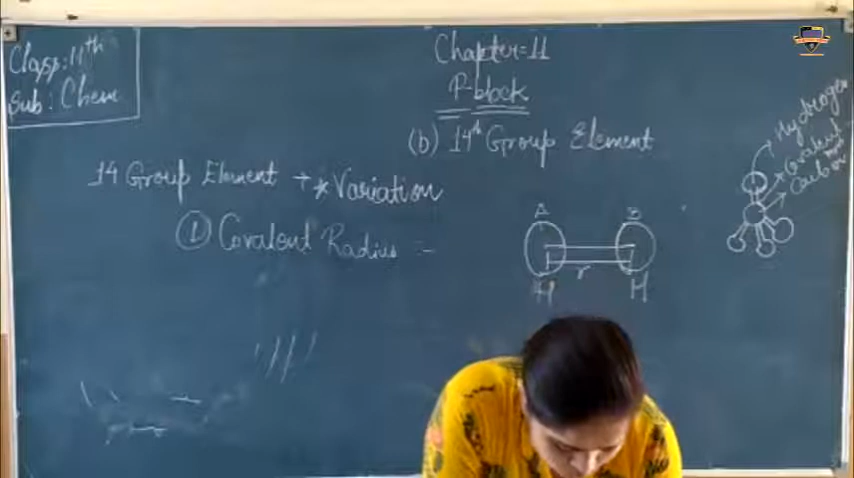 Class: 11th
Sub: Chem
Chapter = 11
P-block
(b) 14th Group Element
14 Group Element → * Variation
① Covalent Radius :-
A B
r
H H
Hydrogen
Covalent
Carbon